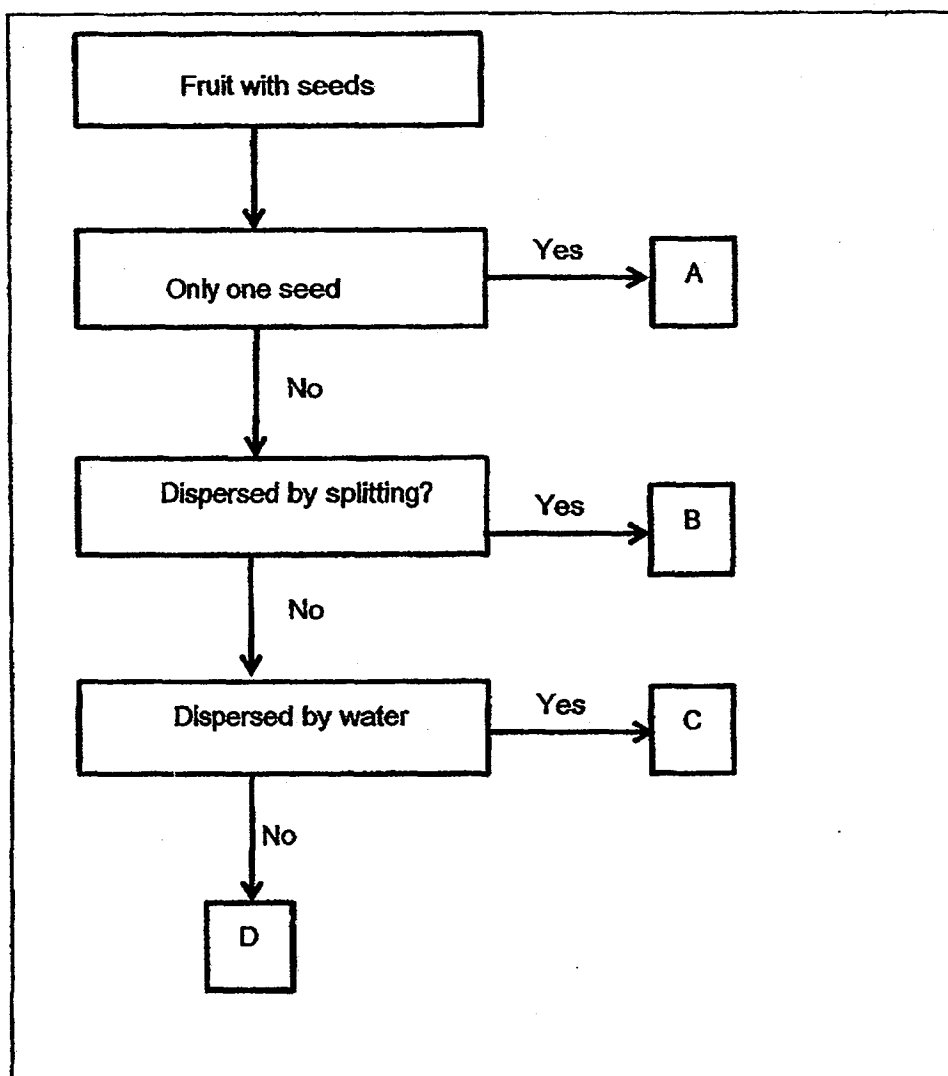 Fruit with seeds
Only one seed
Yes
A
No
Dispersed by splitting?
Yes
B
No
Dispersed by water
Yes
C
No
D